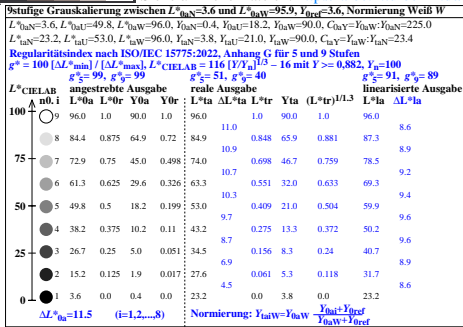 9stufige Grauskalierung zwischen L*0aN=3.6 und L*0aW=95.9, Y0ref=3.6, Normierung Weiß W
L*0aN=3.6, L*0aU=49.8, L*0aW=96.0, Y0aN=0.4, Y0aU=18.2, Y0aW=90.0, C0aY=Y0aW:Y0aN=225.0
L*taN=23.2, L*taU=53.0, L*taW=96.0, YtaN=3.8, YtaU=21.0, YtaW=90.0, CtaY=YtaW:YtaN=23.4
Regularitätsindex nach ISO/IEC 15775:2022, Anhang G für 5 und 9 Stufen
g* = 100 [ΔL*min] / [ΔL*max], L*CIELAB = 116 [Y/Yn]1/3 – 16 mit Y >= 0,882, Yn=100
g*5= 99, g*9= 99 g*5= 51, g*9= 40 g*5= 91, g*9= 89
L*CIELAB angestrebte Ausgabe reale Ausgabe linearisierte Ausgabe
n0. i L*0a L*0r Y0a Y0r : L*ta ΔL*ta L*tr Yta (L*tr)1/1.3 L*la ΔL*la
100
9 96.0 1.0 90.0 1.0 96.0 1.0 90.0 1.0 96.0
11.0 8.6
8 84.4 0.875 64.9 0.72 84.9 0.848 65.9 0.881 87.3
10.9 8.9
75
7 72.9 0.75 45.0 0.498 74.0 0.698 46.7 0.759 78.5
10.7 9.2
6 61.3 0.625 29.6 0.326 63.3 0.551 32.0 0.633 69.3
10.3 9.4
50
5 49.8 0.5 18.2 0.199 53.0 0.409 21.0 0.504 59.9
9.7 9.6
4 38.2 0.375 10.2 0.11 43.2 0.275 13.3 0.372 50.2
8.7 9.6
25
3 26.7 0.25 5.0 0.051 34.5 0.156 8.3 0.24 40.7
6.9 8.9
2 15.2 0.125 1.9 0.017 27.6 0.061 5.3 0.118 31.7
4.5 8.6
0
1 3.6 0.0 0.4 0.0 23.2 0.0 3.8 0.0 23.2
ΔL*0a=11.5 (i=1,2,...,8) Normierung: YtaiW=Y0aW (Y0ai+Y0ref)/(Y0aW+Y0ref)